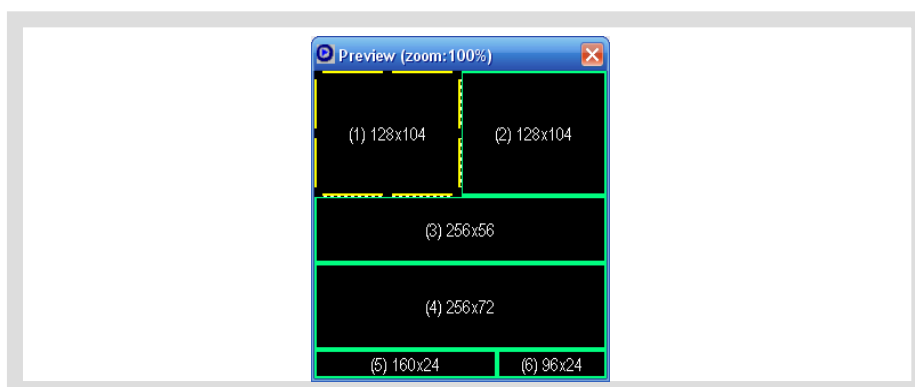 Preview (zoom:100%)
(1) 128x104
(2) 128x104
(3) 256x56
(4) 256x72
(5) 160x24
(6) 96x24